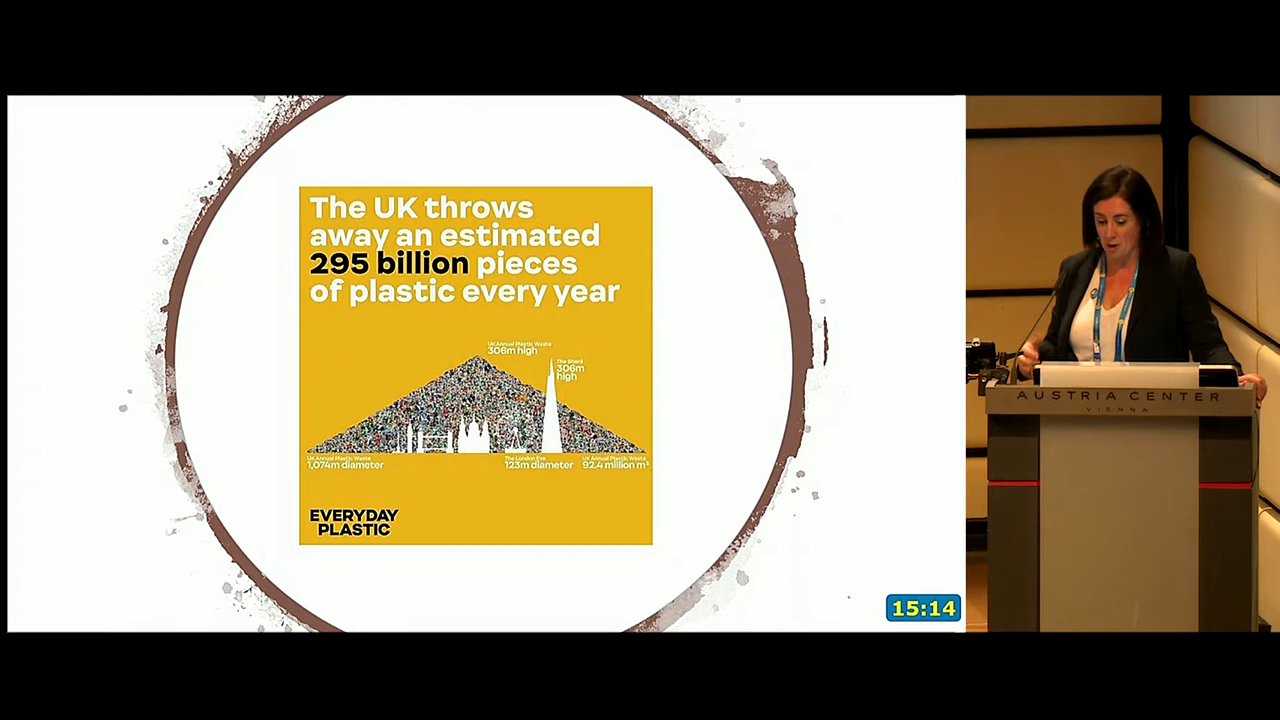 The UK throws
away an estimated
295 billion pieces
of plastic every year
UK Annual Plastic Waste
306m high
The Shard
306m
high
UK Annual Plastic Waste
1,074m diameter
The London Eye
123m diameter
UK Annual Plastic Waste
92.4 million m³
EVERYDAY
PLASTIC
15:14
AUSTRIA CENTER
VIENNA